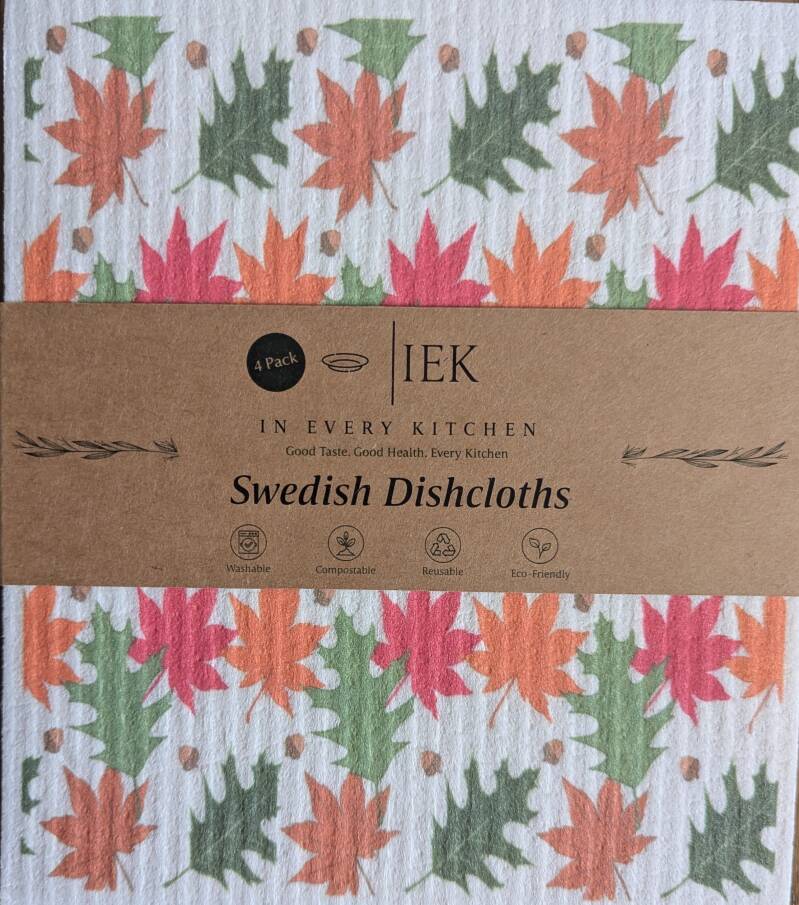 4 Pack
IEK
IN EVERY KITCHEN
Good Taste. Good Health. Every Kitchen
Swedish Dishcloths
Washable Compostable Reusable Eco-Friendly